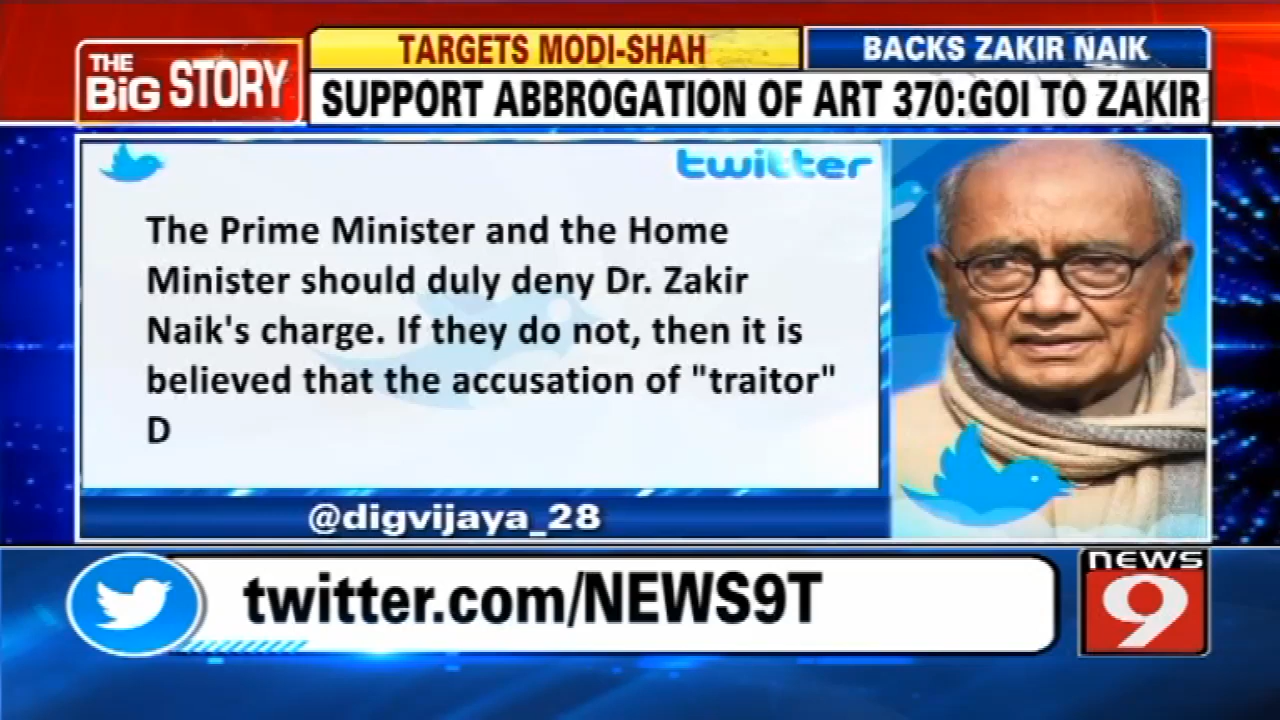 THE
BiG STORY
TARGETS MODI-SHAH
BACKS ZAKIR NAIK
SUPPORT ABBROGATION OF ART 370:GOI TO ZAKIR
twitter
The Prime Minister and the Home
Minister should duly deny Dr. Zakir
Naik's charge. If they do not, then it is
believed that the accusation of "traitor"
D
@digvijaya_28
twitter.com/NEWS9T
NEWS
9